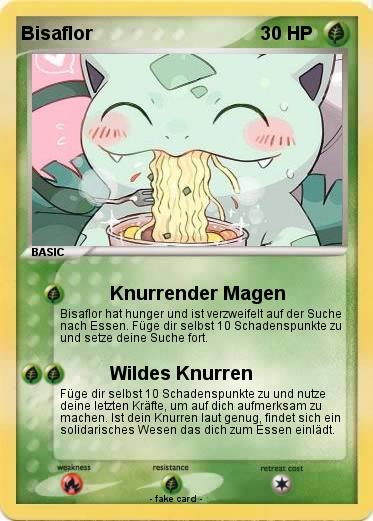 Bisaflor 30 HP
BASIC
Knurrender Magen
Bisaflor hat hunger und ist verzweifelt auf der Suche
nach Essen. Füge dir selbst 10 Schadenspunkte zu
und setze deine Suche fort.
Wildes Knurren
Füge dir selbst 10 Schadenspunkte zu und nutze
deine letzten Kräfte, um auf dich aufmerksam zu
machen. Ist dein Knurren laut genug, findet sich ein
solidarisches Wesen das dich zum Essen einlädt.
weakness resistance retreat cost
- fake card -